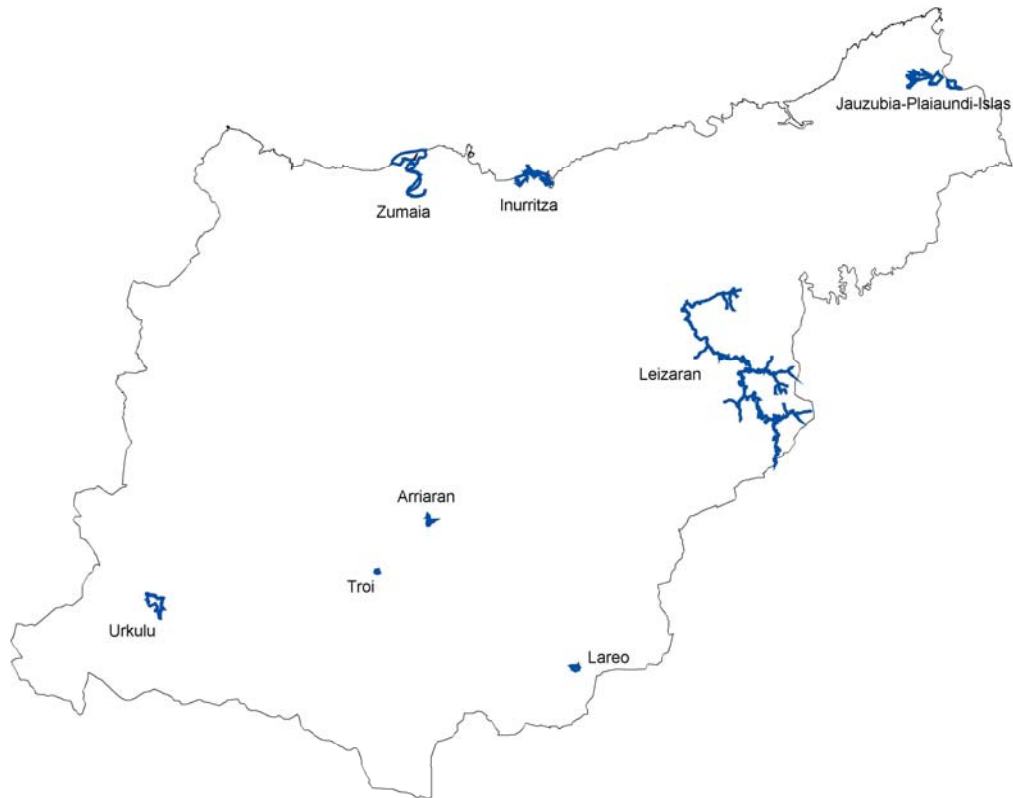 Jauzubia-Plaiaundi-Islas
Zumaia
Inurritza
Leizaran
Arriaran
Troi
Urkulu
Lareo